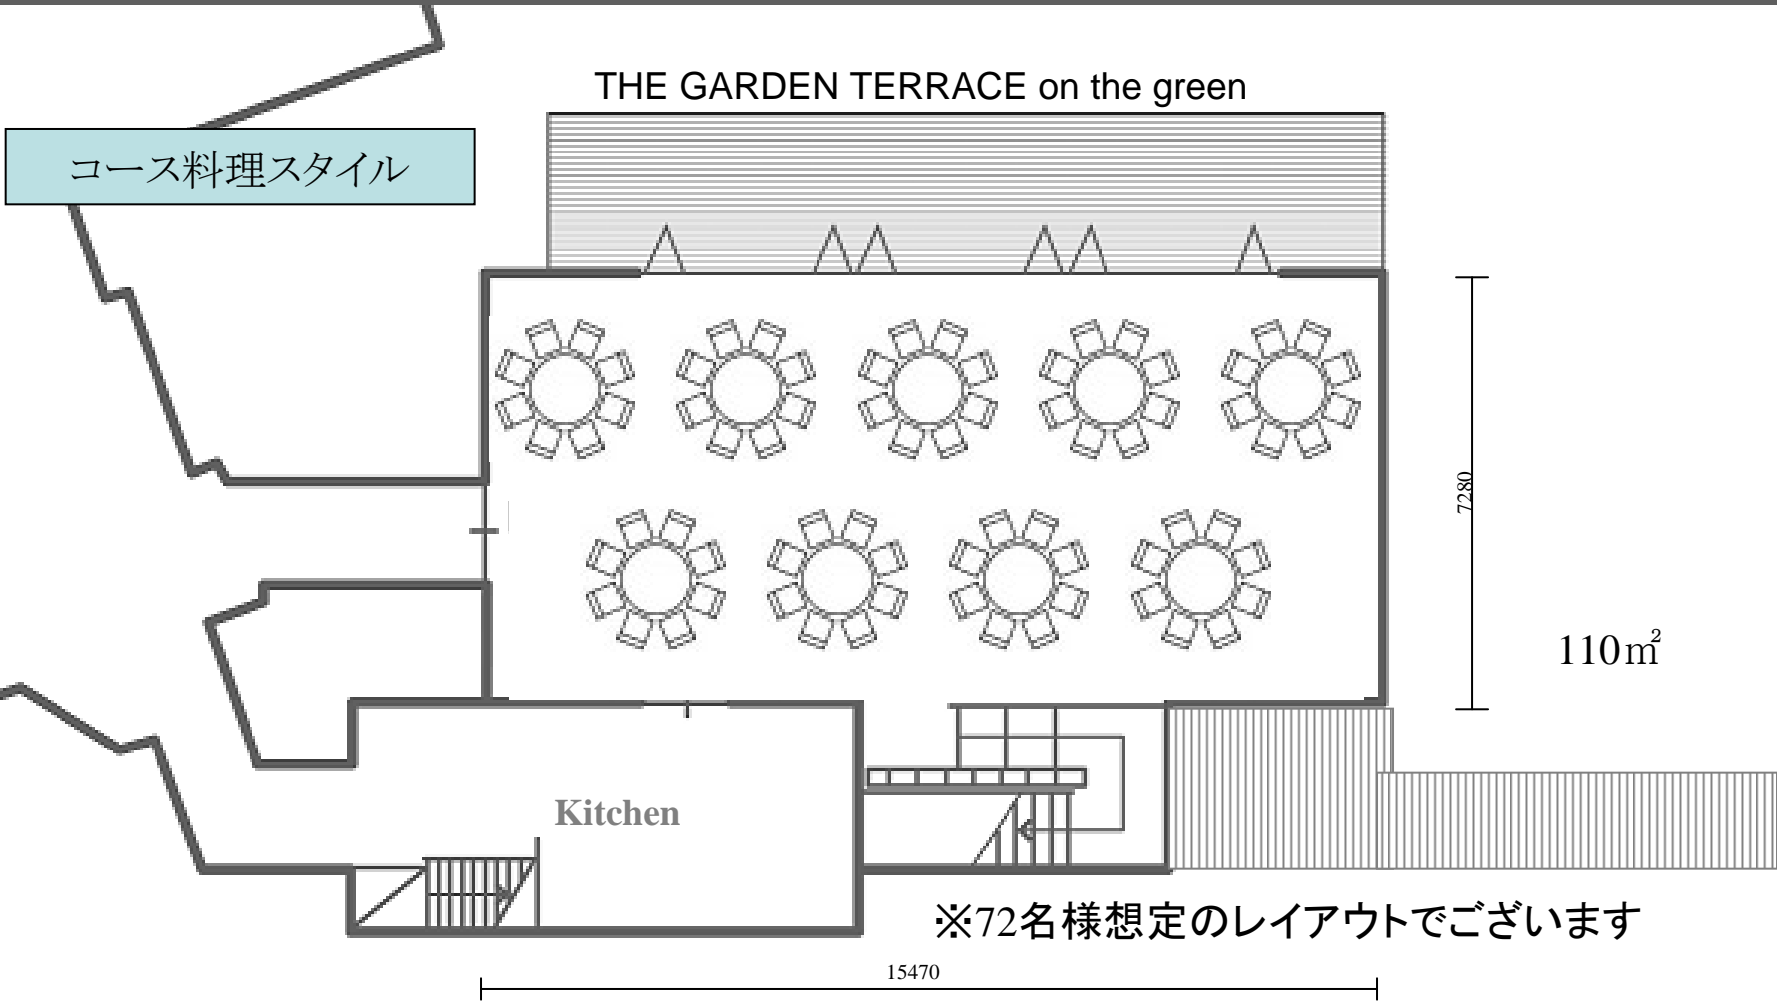 THE GARDEN TERRACE on the green
コース料理スタイル
7280
110㎡
Kitchen
※72名様想定のレイアウトでございます
15470